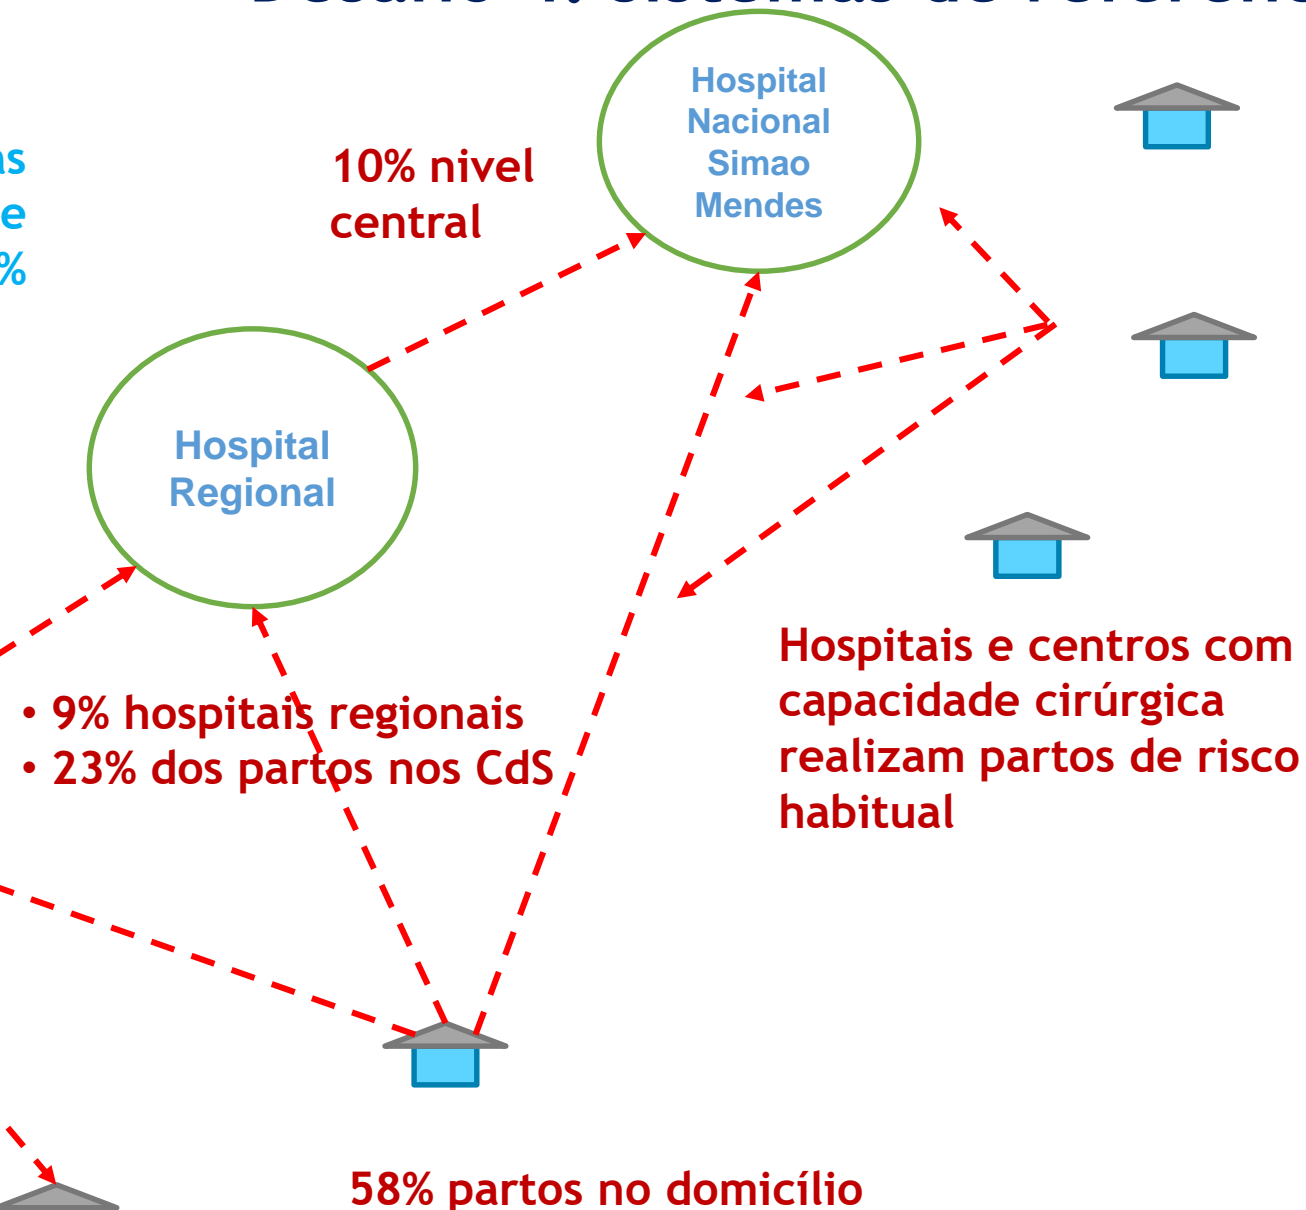 Hospital
Nacional
Simao
Mendes
10% nivel
central
%
Hospital
Regional
• 9% hospitais regionais
• 23% dos partos nos CdS
Hospitais e centros com
capacidade cirúrgica
realizam partos de risco
habitual
58% partos no domicílio